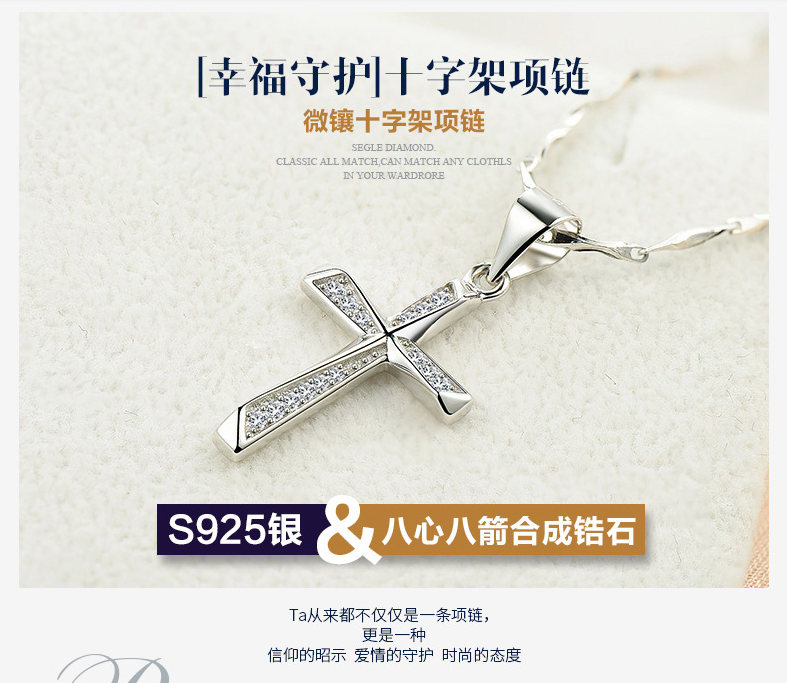 [幸福守护]十字架项链
微镶十字架项链
SEGLE DIAMOND.
CLASSIC ALL MATCH,CAN MATCH ANY CLOTHLS
IN YOUR WARDRORE
S925银 & 八心八箭合成锆石
Ta从来都不仅仅是一条项链，
更是一种
信仰的昭示 爱情的守护 时尚的态度